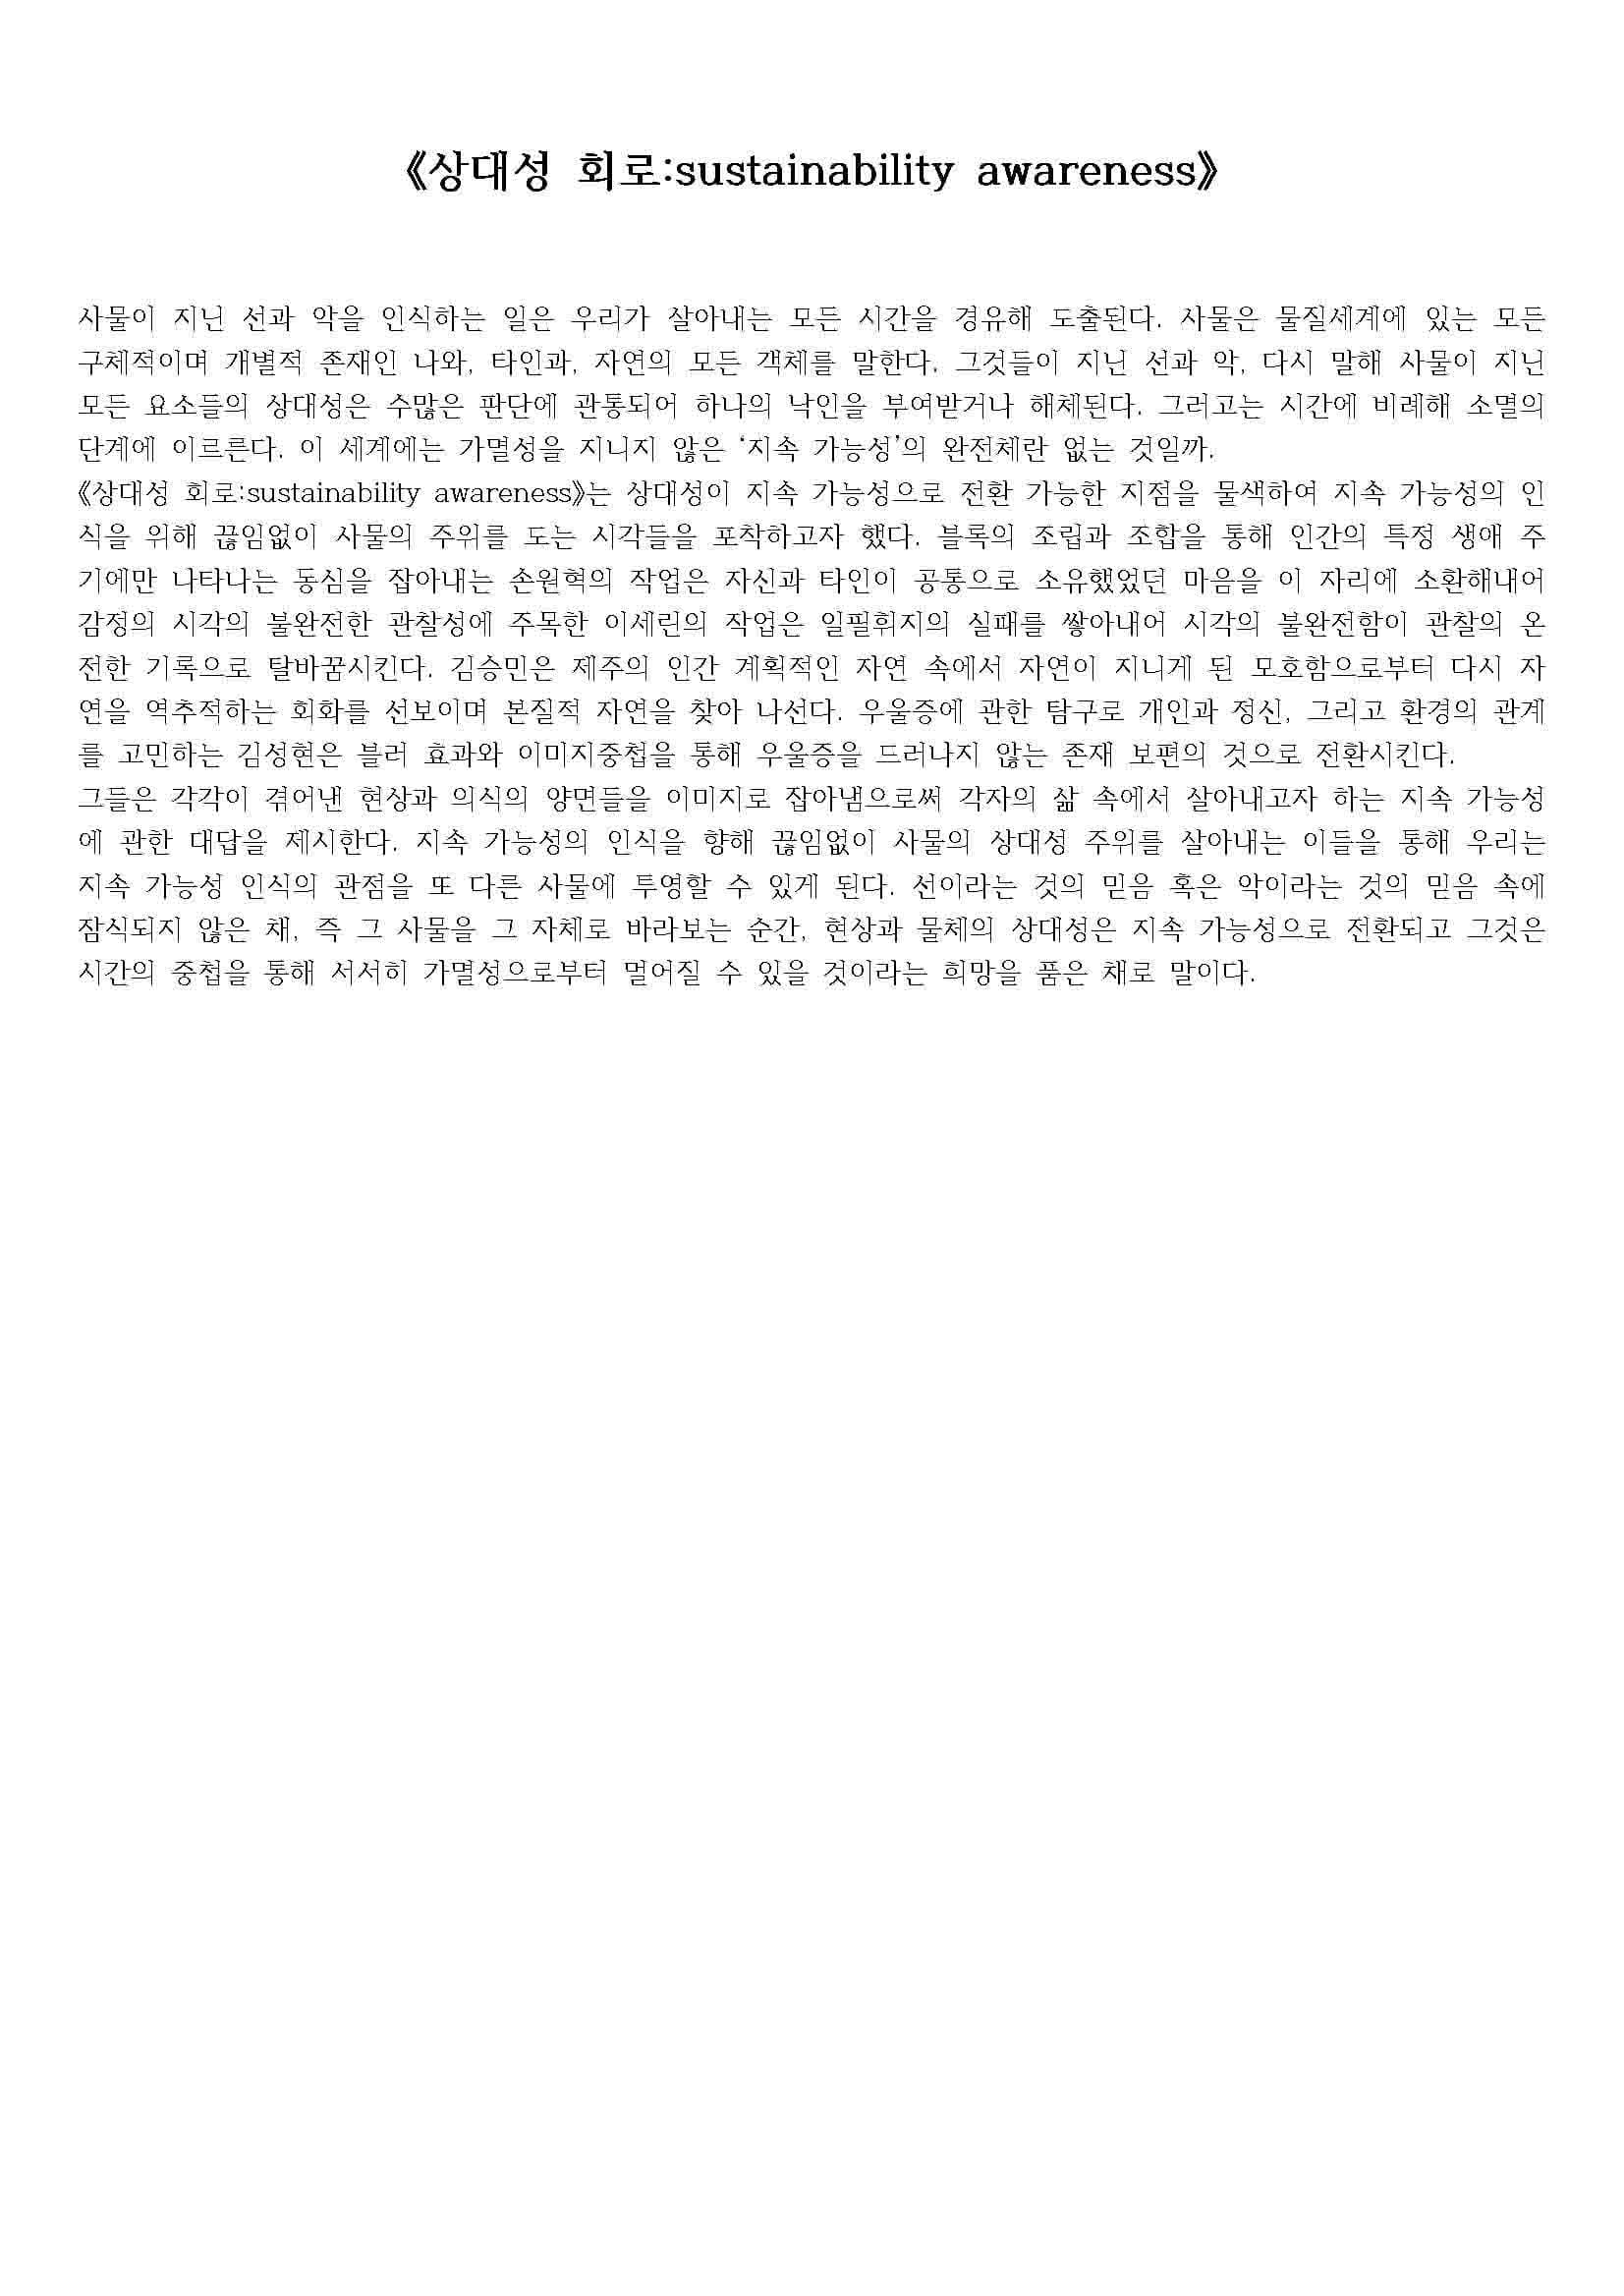 《상대성 회로:sustainability awareness》
사물이 지닌 선과 악을 인식하는 일은 우리가 살아내는 모든 시간을 경유해 도출된다. 사물은 물질세계에 있는 모든
구체적이며 개별적 존재인 나와, 타인과, 자연의 모든 객체를 말한다. 그것들이 지닌 선과 악, 다시 말해 사물이 지닌
모든 요소들의 상대성은 수많은 판단에 관통되어 하나의 낙인을 부여받거나 해체된다. 그러고는 시간에 비례해 소멸의
단계에 이르른다. 이 세계에는 가멸성을 지니지 않은 ‘지속 가능성’의 완전체란 없는 것일까.
《상대성 회로:sustainability awareness》는 상대성이 지속 가능성으로 전환 가능한 지점을 물색하여 지속 가능성의 인
식을 위해 끊임없이 사물의 주위를 도는 시각들을 포착하고자 했다. 블록의 조립과 조합을 통해 인간의 특정 생애 주
기에만 나타나는 동심을 잡아내는 손원혁의 작업은 자신과 타인이 공통으로 소유했었던 마음을 이 자리에 소환해내어
감정의 시각의 불완전한 관찰성에 주목한 이세린의 작업은 일필휘지의 실패를 쌓아내어 시각의 불완전함이 관찰의 온
전한 기록으로 탈바꿈시킨다. 김승민은 제주의 인간 계획적인 자연 속에서 자연이 지니게 된 모호함으로부터 다시 자
연을 역추적하는 회화를 선보이며 본질적 자연을 찾아 나선다. 우울증에 관한 탐구로 개인과 정신, 그리고 환경의 관계
를 고민하는 김성현은 블러 효과와 이미지중첩을 통해 우울증을 드러나지 않는 존재 보편의 것으로 전환시킨다.
그들은 각각이 겪어낸 현상과 의식의 양면들을 이미지로 잡아냄으로써 각자의 삶 속에서 살아내고자 하는 지속 가능성
에 관한 대답을 제시한다. 지속 가능성의 인식을 향해 끊임없이 사물의 상대성 주위를 살아내는 이들을 통해 우리는
지속 가능성 인식의 관점을 또 다른 사물에 투영할 수 있게 된다. 선이라는 것의 믿음 혹은 악이라는 것의 믿음 속에
잠식되지 않은 채, 즉 그 사물을 그 자체로 바라보는 순간, 현상과 물체의 상대성은 지속 가능성으로 전환되고 그것은
시간의 중첩을 통해 서서히 가멸성으로부터 멀어질 수 있을 것이라는 희망을 품은 채로 말이다.